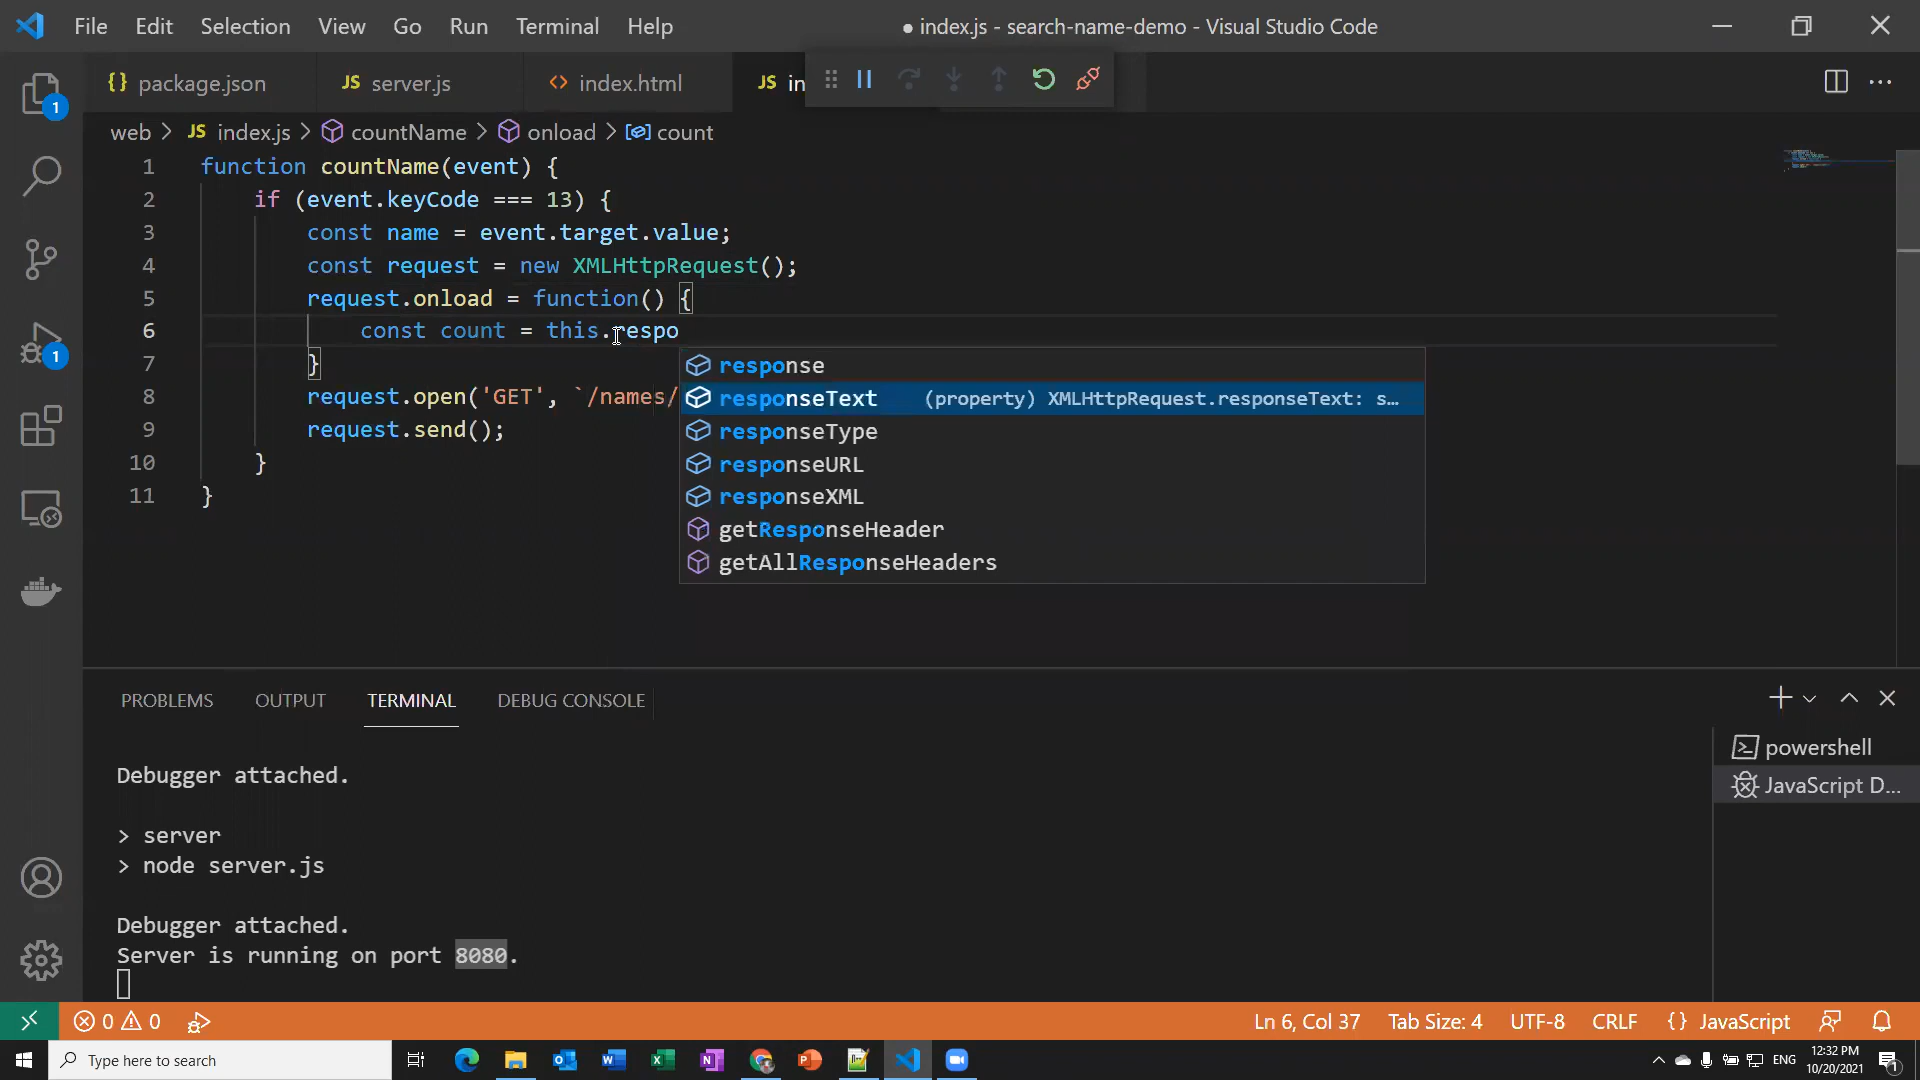 File Edit Selection View Go Run Terminal Help ● index.js - search-name-demo - Visual Studio Code
{} package.json JS server.js <> index.html JS in
web > JS index.js > countName > onload > count
1 function countName(event) {
2 if (event.keyCode === 13) {
3 const name = event.target.value;
4 const request = new XMLHttpRequest();
5 request.onload = function() {
6 const count = this.respo
7 }
8 request.open('GET', `/names/
9 request.send();
10 }
11 }
response
responseText (property) XMLHttpRequest.responseText: s…
responseType
responseURL
responseXML
getResponseHeader
getAllResponseHeaders
PROBLEMS OUTPUT TERMINAL DEBUG CONSOLE
powershell
JavaScript D...
Debugger attached.
> server
> node server.js
Debugger attached.
Server is running on port 8080.
1
1
0 0 Ln 6, Col 37 Tab Size: 4 UTF-8 CRLF {} JavaScript
Type here to search ENG 12:32 PM
10/20/2021 1